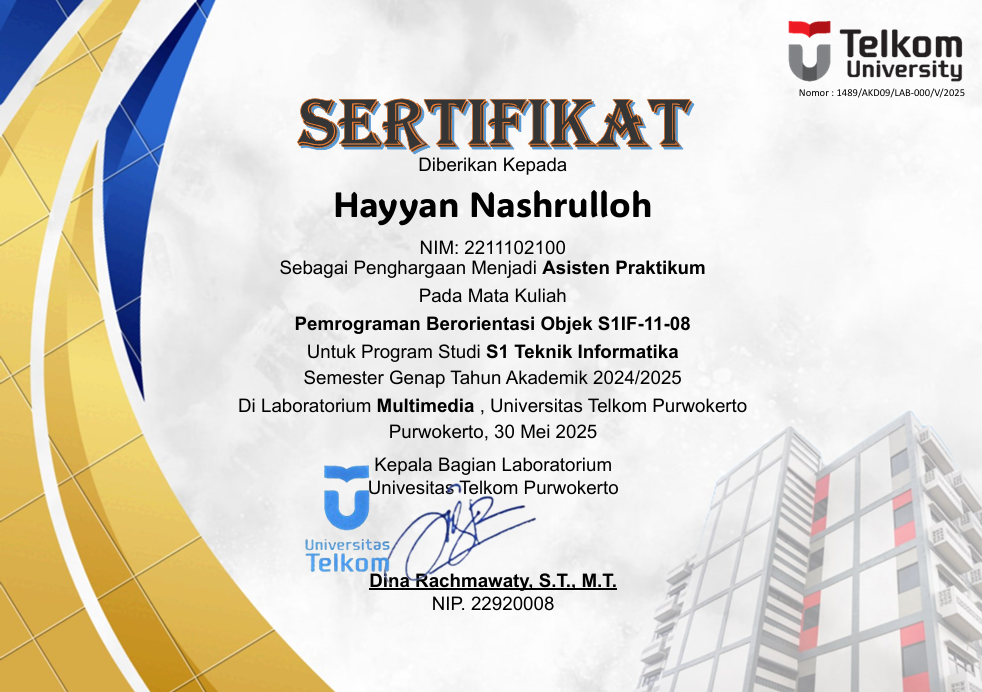 Telkom
University
Nomor : 1489/AKD09/LAB-000/V/2025
SERTIFIKAT
Diberikan Kepada
Hayyan Nashrulloh
NIM: 2211102100
Sebagai Penghargaan Menjadi Asisten Praktikum
Pada Mata Kuliah
Pemrograman Berorientasi Objek S1IF-11-08
Untuk Program Studi S1 Teknik Informatika
Semester Genap Tahun Akademik 2024/2025
Di Laboratorium Multimedia , Universitas Telkom Purwokerto
Purwokerto, 30 Mei 2025
Kepala Bagian Laboratorium
Univesitas Telkom Purwokerto
Universitas
Telkom
Dina Rachmawaty, S.T., M.T.
NIP. 22920008